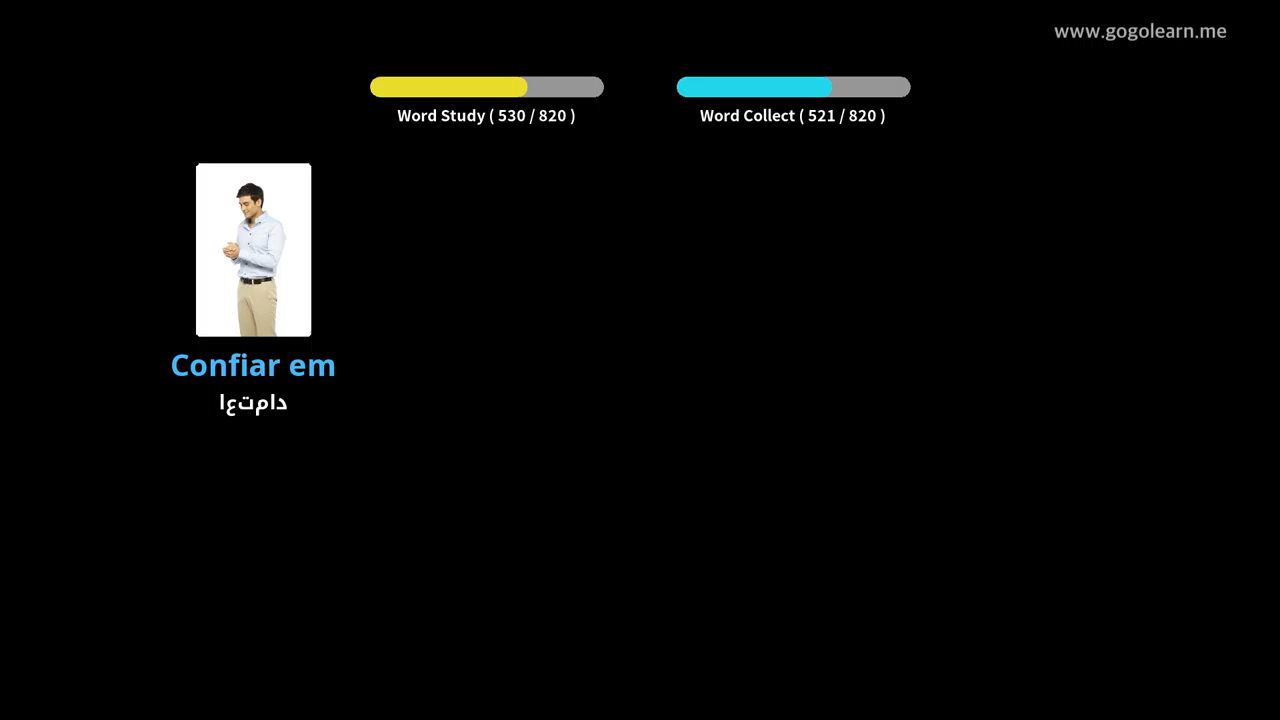 www.gogolearn.me
Word Study ( 530 / 820 )
Word Collect ( 521 / 820 )
Confiar em
دامتعا